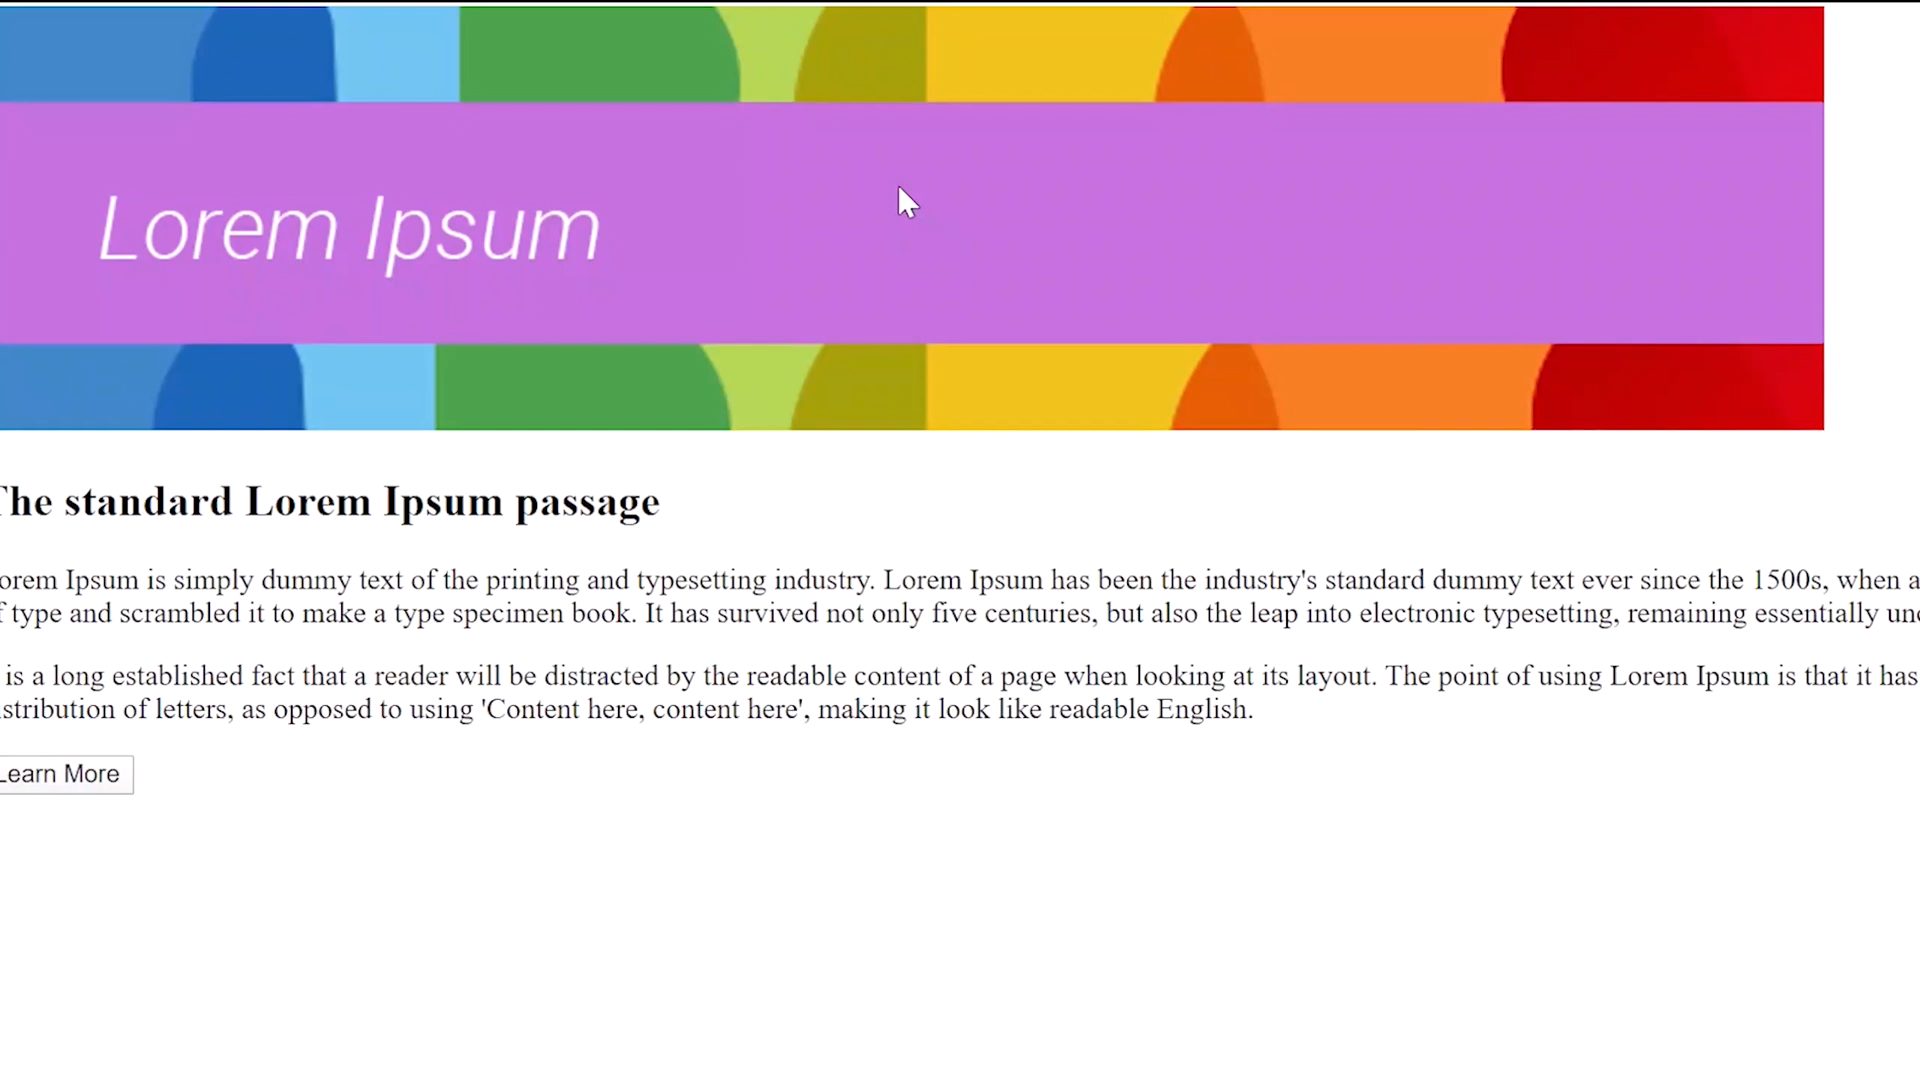 Lorem Ipsum
The standard Lorem Ipsum passage
orem Ipsum is simply dummy text of the printing and typesetting industry. Lorem Ipsum has been the industry's standard dummy text ever since the 1500s, when a
f type and scrambled it to make a type specimen book. It has survived not only five centuries, but also the leap into electronic typesetting, remaining essentially
is a long established fact that a reader will be distracted by the readable content of a page when looking at its layout. The point of using Lorem Ipsum is that it has
stribution of letters, as opposed to using 'Content here, content here', making it look like readable English.
Learn More